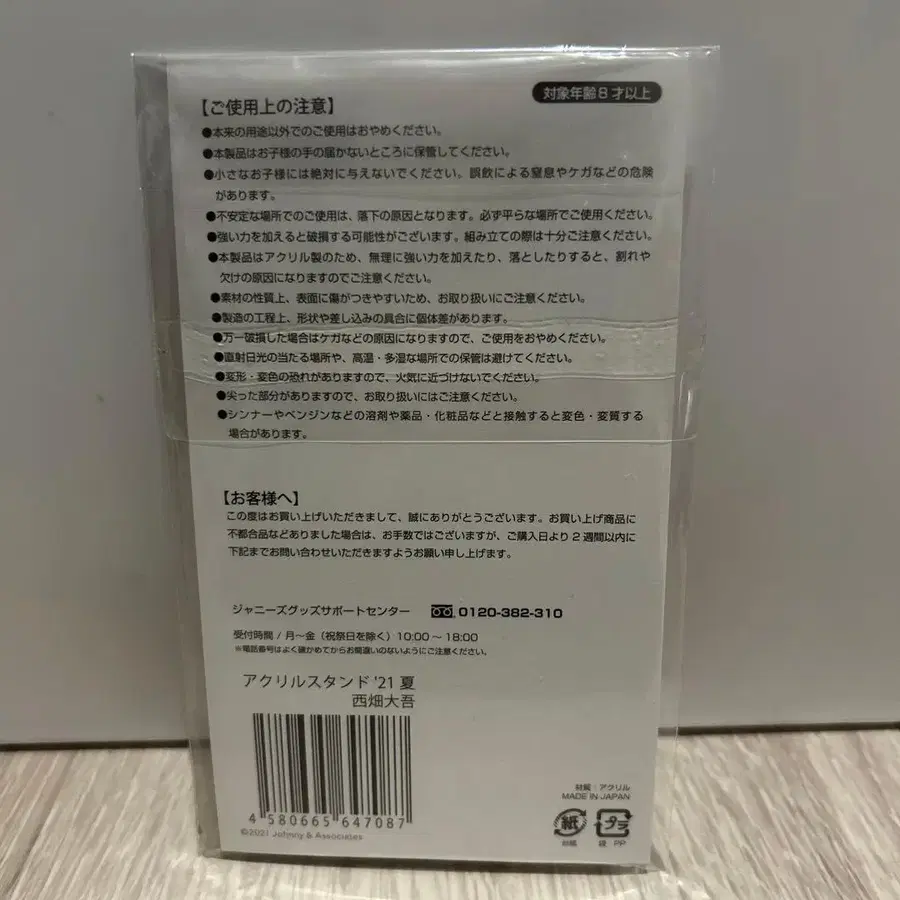 対象年齢8才以上
【ご使用上の注意】
●本来の用途以外でのご使用はおやめください。
●本製品はお子様の手の届かないところに保管してください。
●小さなお子様には絶対に与えないでください。誤飲による窒息やケガなどの危険
があります。
●不安定な場所でのご使用は、落下の原因となります。必ず平らな場所でご使用ください。
●強い力を加えると破損する可能性がございます。組み立ての際は十分ご注意ください。
●本製品はアクリル製のため、無理に強い力を加えたり、落としたりすると、割れや
欠けの原因になりますのでご注意ください。
●素材の性質上、表面に傷がつきやすいため、お取り扱いにご注意ください。
●製造の工程上、形状や差し込みの具合に個体差があります。
●万一破損した場合はケガなどの原因になりますので、ご使用をおやめください。
●直射日光の当たる場所や、高温・多湿な場所での保管は避けてください。
●変形・変色の恐れがありますので、火気に近づけないでください。
●尖った部分がありますので、お取り扱いにはご注意ください。
●シンナーやベンジンなどの溶剤や薬品・化粧品などと接触すると変色・変質する
場合があります。
【お客様へ】
この度はお買い上げいただきまして、誠にありがとうございます。お買い上げ商品に
不都合品などありました場合は、お手数ではございますが、ご購入日より2週間以内に
下記までお問い合わせいただきますようお願い申し上げます。
ジャニーズグッズサポートセンター 0120-382-310
受付時間/月～金（祝祭日を除く）10:00～18:00
※電話番号はよく確かめてからお間違いのないようにご注意ください。
アクリルスタンド'21 夏
西畑大吾
4 580665 647087
©2021 Johnny & Associates
材質:アクリル
MADE IN JAPAN
紙 プラ
台紙 袋 PP